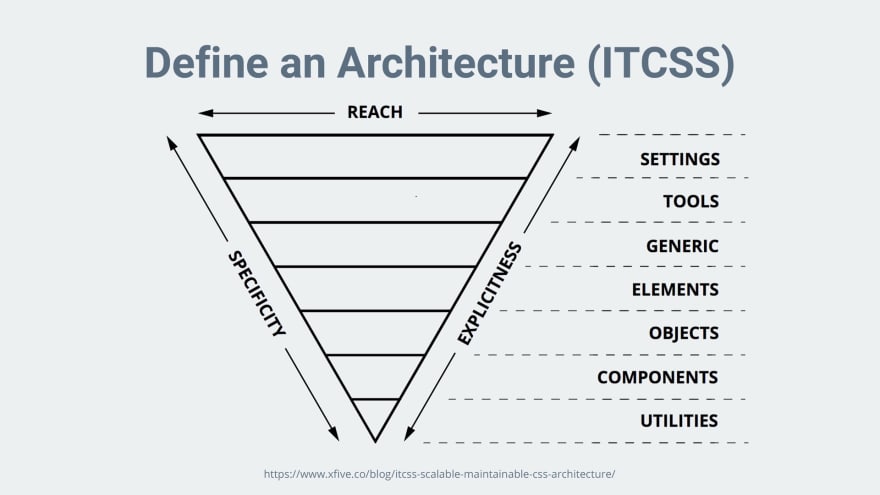 Define an Architecture (ITCSS)
REACH
SPECIFICITY
EXPLICITNESS
SETTINGS
TOOLS
GENERIC
ELEMENTS
OBJECTS
COMPONENTS
UTILITIES
https://www.xfive.co/blog/itcss-scalable-maintainable-css-architecture/